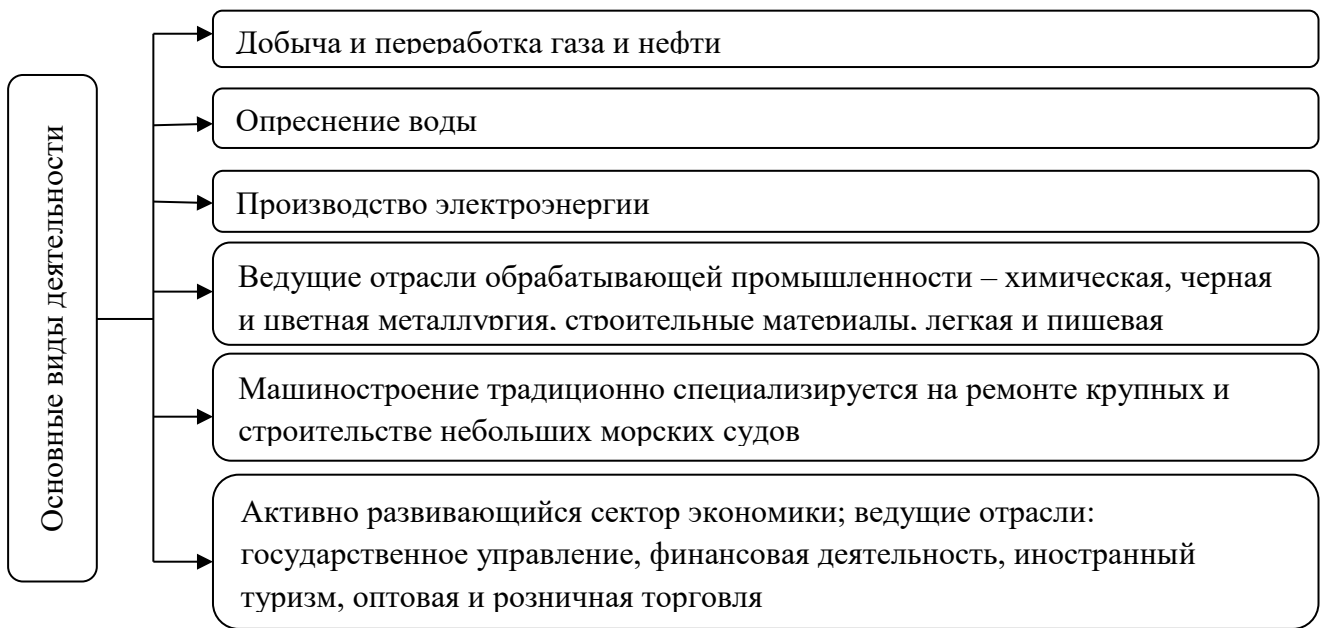 Основные виды деятельности
Добыча и переработка газа и нефти
Опреснение воды
Производство электроэнергии
Ведущие отрасли обрабатывающей промышленности – химическая, черная
и цветная металлургия, строительные материалы, легкая и пищевая
Машиностроение традиционно специализируется на ремонте крупных и
строительстве небольших морских судов
Активно развивающийся сектор экономики; ведущие отрасли:
государственное управление, финансовая деятельность, иностранный
туризм, оптовая и розничная торговля